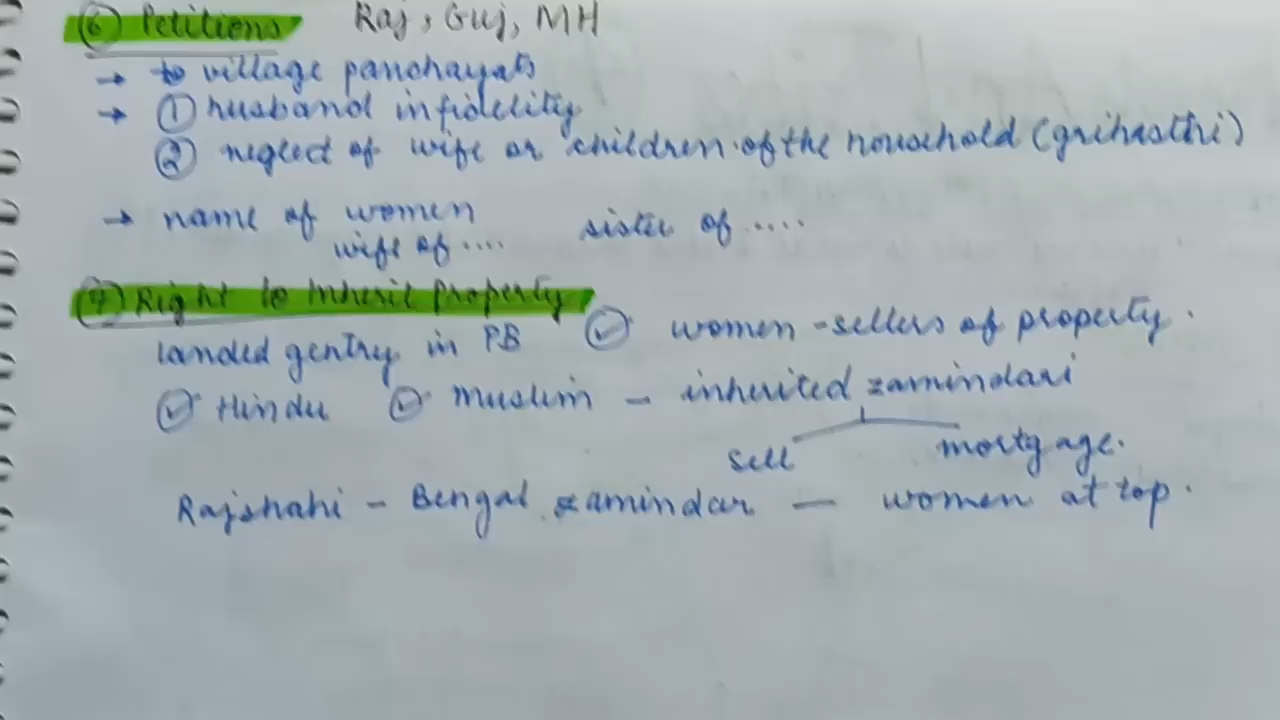 ⑥ Petitions Raj, Guj, MH
→ to village panchayats
→ ① husband infidelity
② neglect of wife or children of the household (grihasthi)
→ name of women
wife of .... sister of ....
⑦ Right to inherit property
landed gentry in PB ✓ women - sellers of property.
✓ Hindu ✓ Muslim - inherited zamindari
sell mortgage.
Rajshahi - Bengal zamindar — women at top.